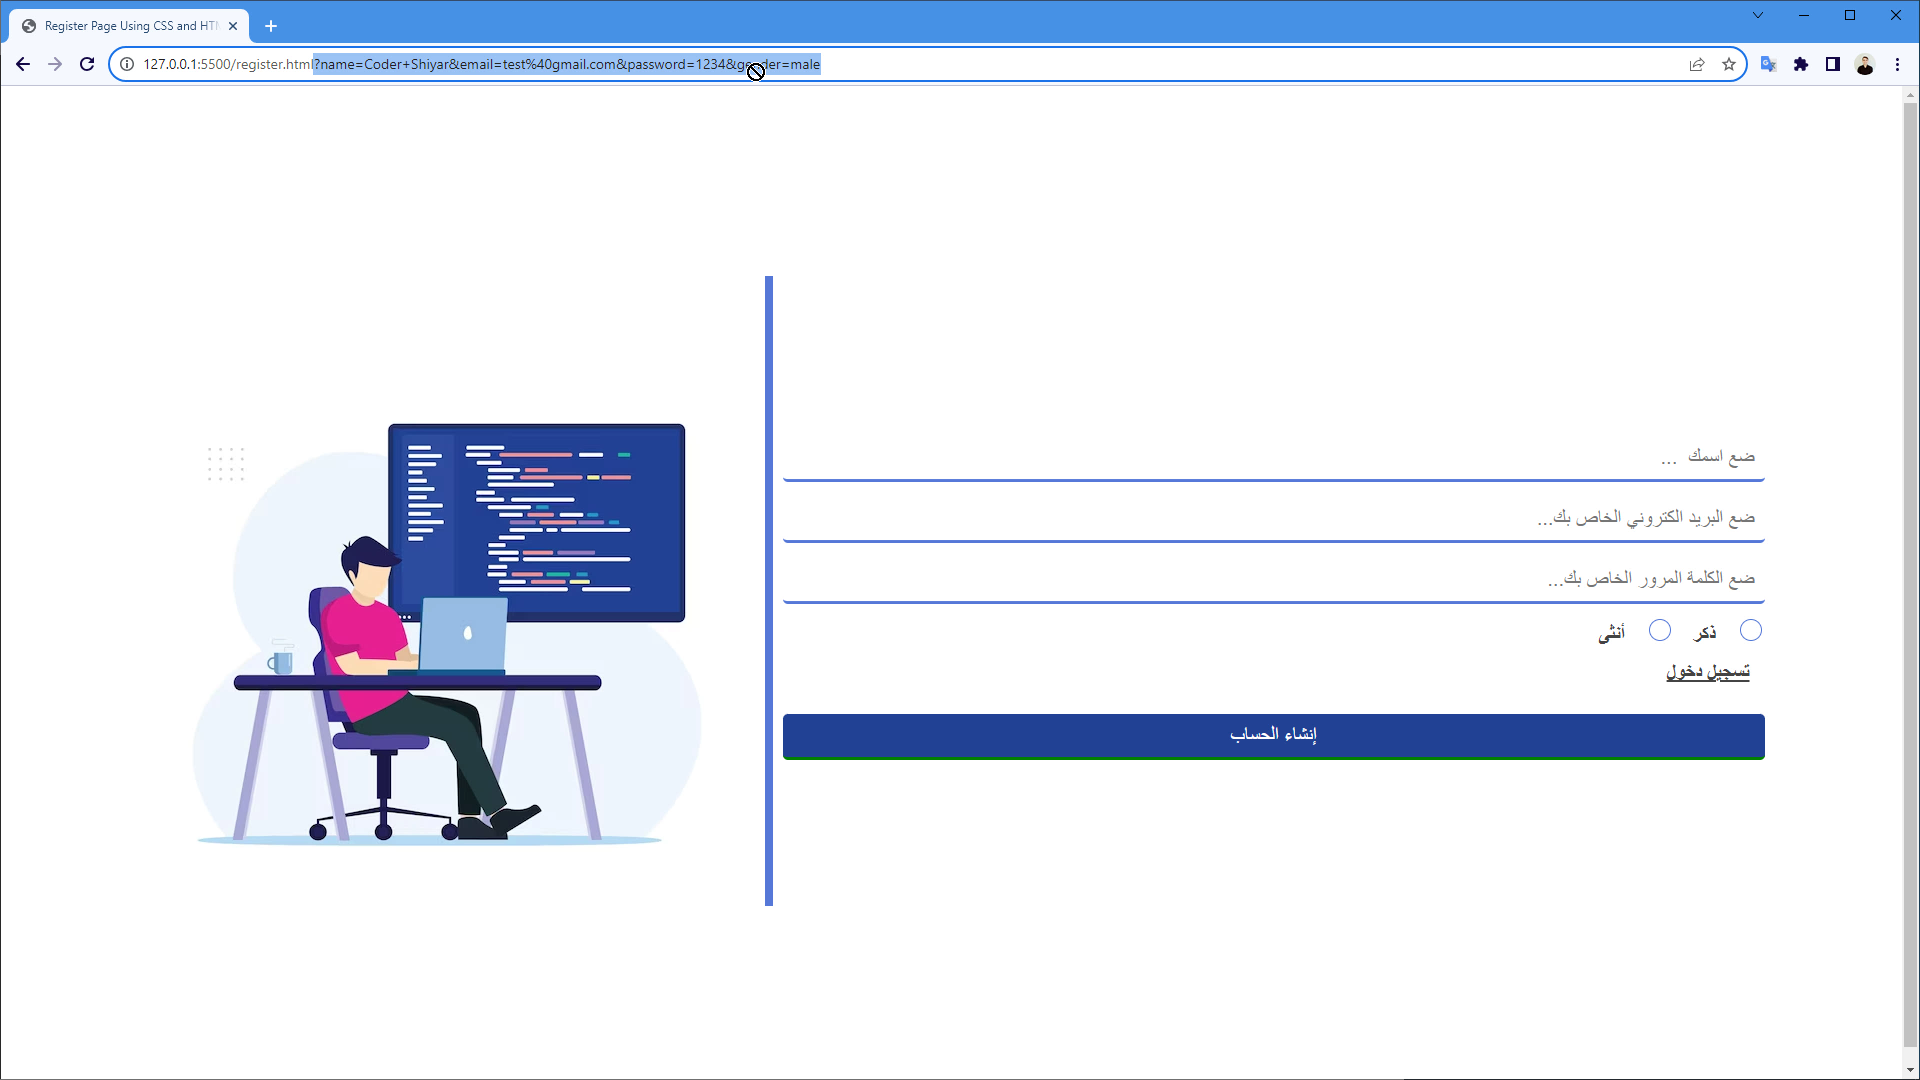 Register Page Using CSS and HTM
127.0.0.1:5500/register.html?name=Coder+Shiyar&email=test%40gmail.com&password=1234&gender=male
ضع اسمك ...
ضع البريد الكتروني الخاص بك...
ضع الكلمة المرور الخاص بك...
ذكر أنثى
تسجيل دخول
إنشاء الحساب